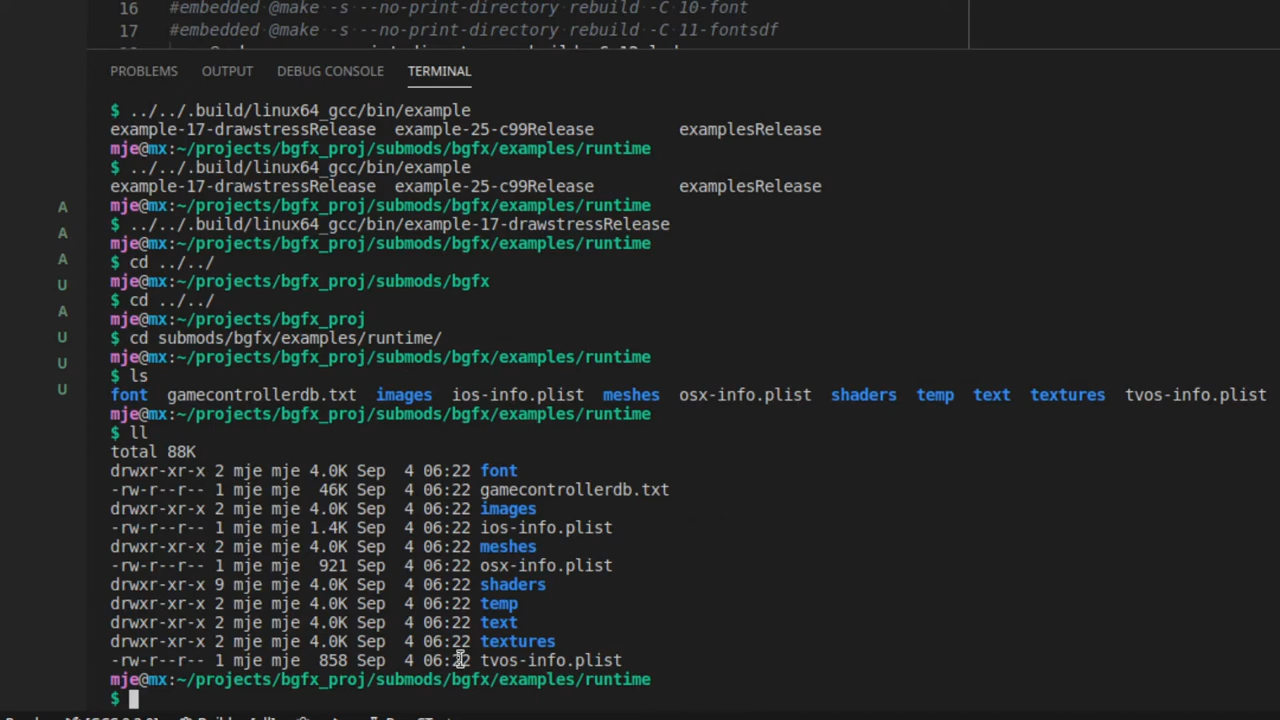 16 #embedded @make -s --no-print-directory rebuild -C 10-font
17 #embedded @make -s --no-print-directory rebuild -C 11-fontsdf
PROBLEMS OUTPUT DEBUG CONSOLE TERMINAL
$ ../../.build/linux64_gcc/bin/example
example-17-drawstressRelease example-25-c99Release examplesRelease
mje@mx:~/projects/bgfx_proj/submods/bgfx/examples/runtime
$ ../../.build/linux64_gcc/bin/example
example-17-drawstressRelease example-25-c99Release examplesRelease
mje@mx:~/projects/bgfx_proj/submods/bgfx/examples/runtime
$ ../../.build/linux64_gcc/bin/example-17-drawstressRelease
mje@mx:~/projects/bgfx_proj/submods/bgfx/examples/runtime
$ cd ../../
mje@mx:~/projects/bgfx_proj/submods/bgfx
$ cd ../../
mje@mx:~/projects/bgfx_proj
$ cd submods/bgfx/examples/runtime/
mje@mx:~/projects/bgfx_proj/submods/bgfx/examples/runtime
$ ls
font gamecontrollerdb.txt images ios-info.plist meshes osx-info.plist shaders temp text textures tvos-info.plist
mje@mx:~/projects/bgfx_proj/submods/bgfx/examples/runtime
$ ll
total 88K
drwxr-xr-x 2 mje mje 4.0K Sep 4 06:22 font
-rw-r--r-- 1 mje mje 46K Sep 4 06:22 gamecontrollerdb.txt
drwxr-xr-x 2 mje mje 4.0K Sep 4 06:22 images
-rw-r--r-- 1 mje mje 1.4K Sep 4 06:22 ios-info.plist
drwxr-xr-x 2 mje mje 4.0K Sep 4 06:22 meshes
-rw-r--r-- 1 mje mje 921 Sep 4 06:22 osx-info.plist
drwxr-xr-x 9 mje mje 4.0K Sep 4 06:22 shaders
drwxr-xr-x 2 mje mje 4.0K Sep 4 06:22 temp
drwxr-xr-x 2 mje mje 4.0K Sep 4 06:22 text
drwxr-xr-x 2 mje mje 4.0K Sep 4 06:22 textures
-rw-r--r-- 1 mje mje 858 Sep 4 06:22 tvos-info.plist
mje@mx:~/projects/bgfx_proj/submods/bgfx/examples/runtime
$
A
A
A
U
A
U
U
U